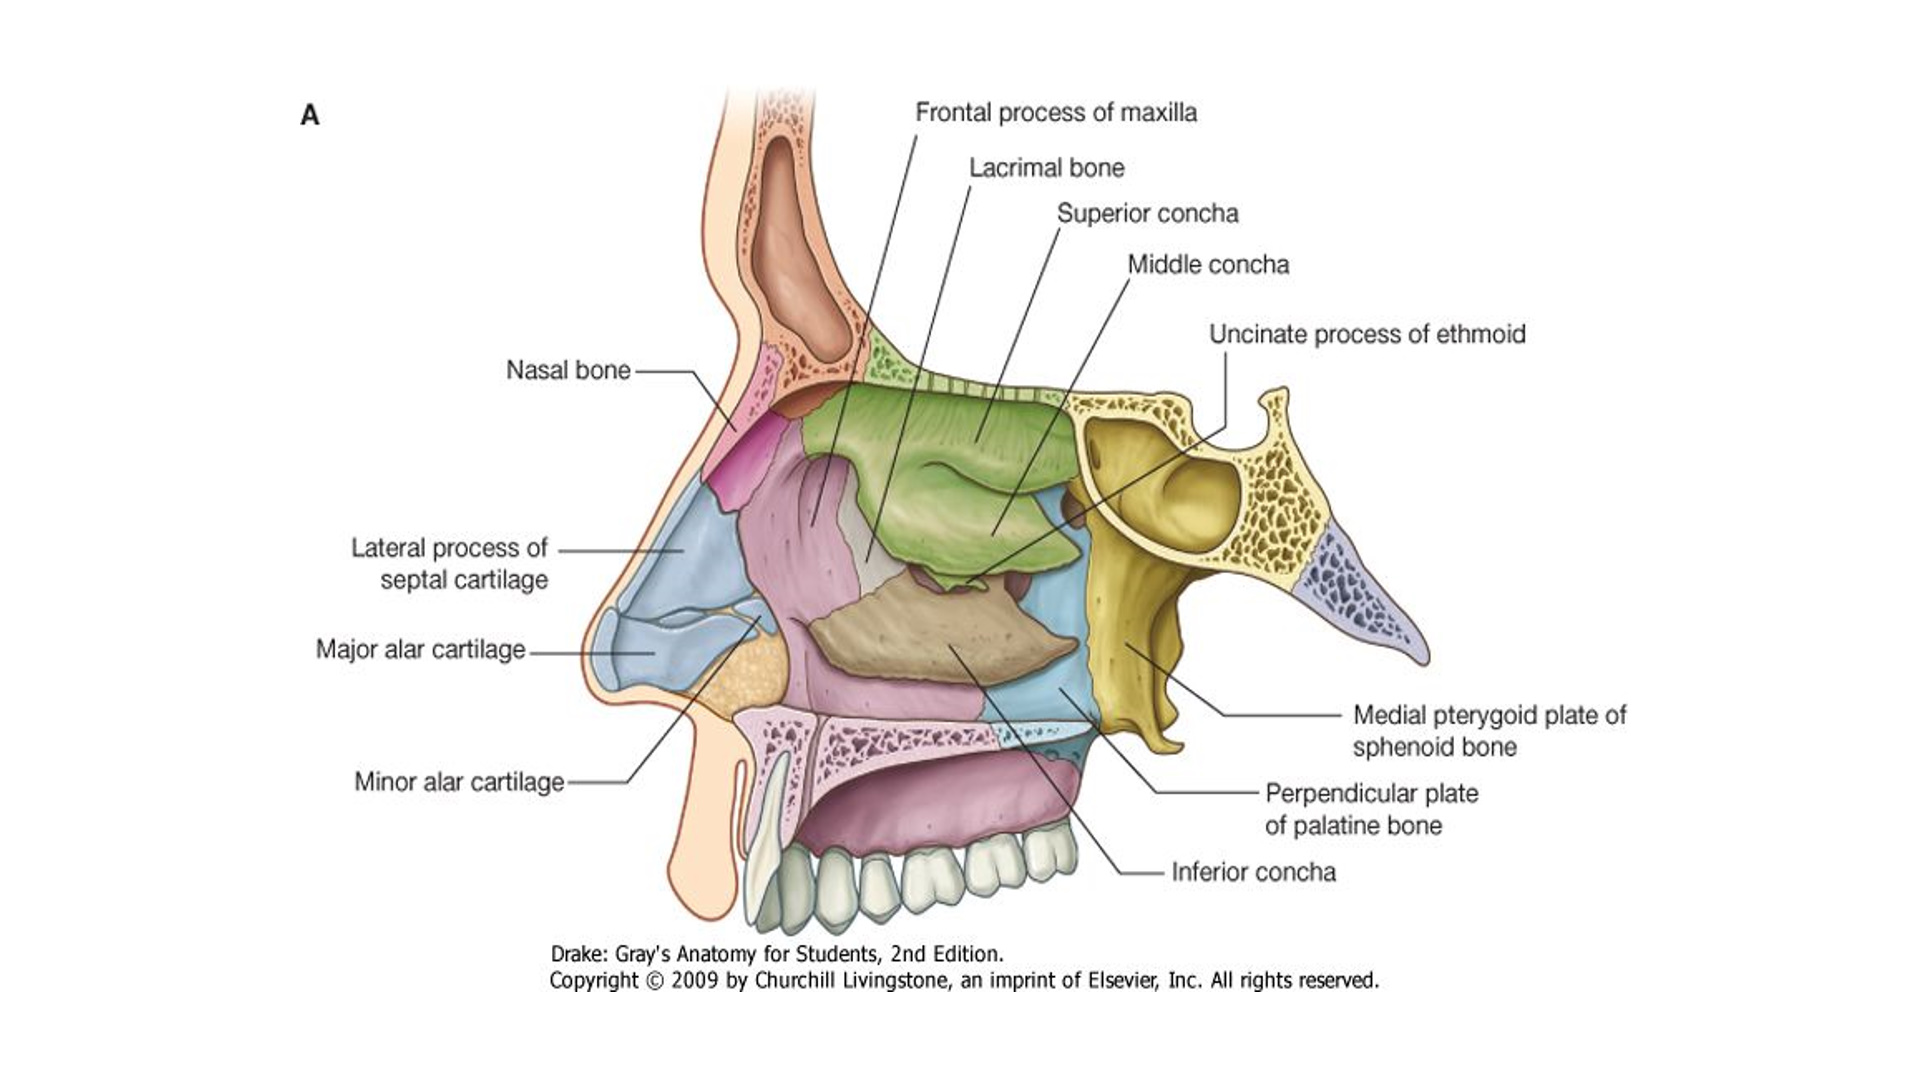 A
Frontal process of maxilla
Lacrimal bone
Superior concha
Middle concha
Uncinate process of ethmoid
Nasal bone
Lateral process of
septal cartilage
Major alar cartilage
Medial pterygoid plate of
sphenoid bone
Minor alar cartilage
Perpendicular plate
of palatine bone
Inferior concha
Drake: Gray's Anatomy for Students, 2nd Edition.
Copyright © 2009 by Churchill Livingstone, an imprint of Elsevier, Inc. All rights reserved.